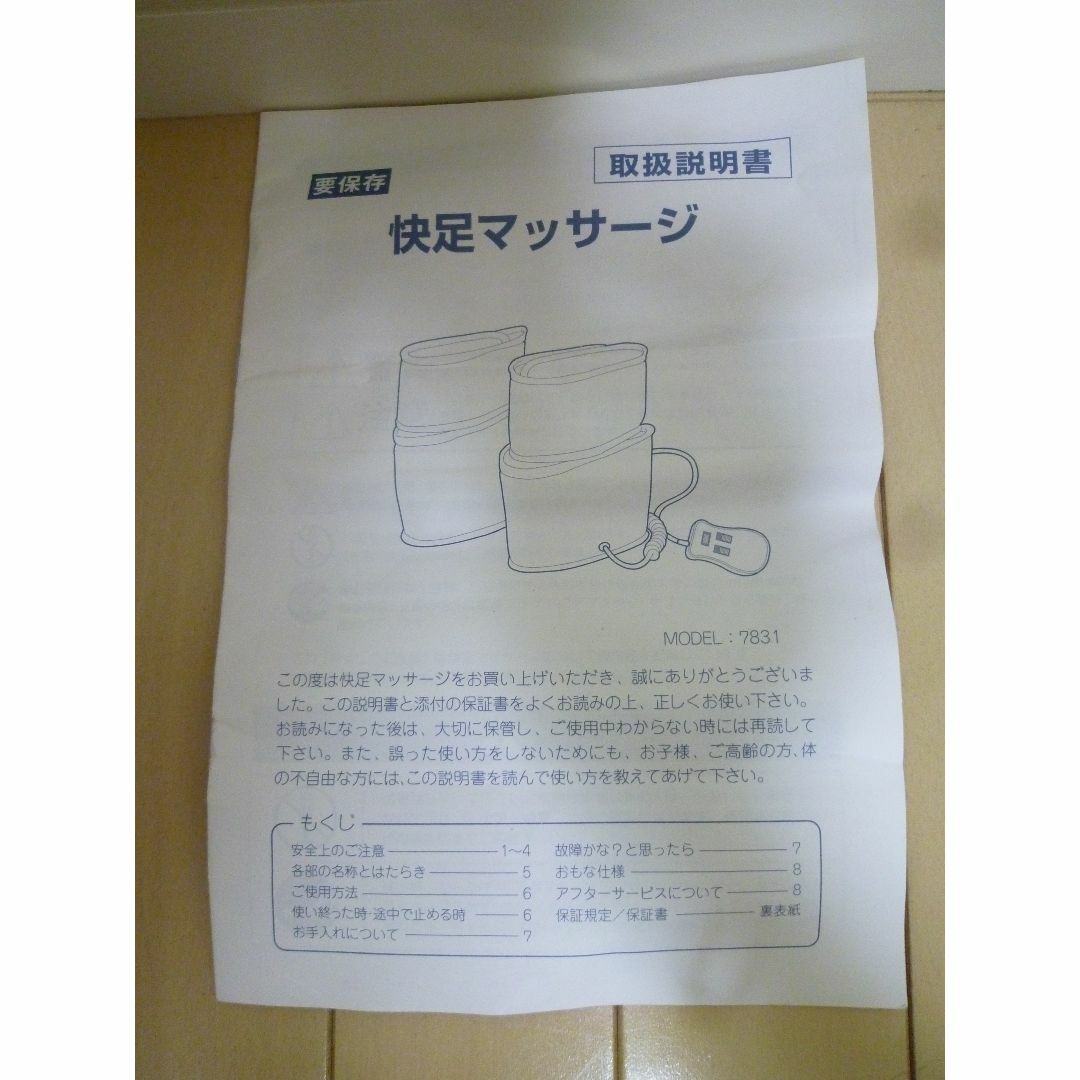 取扱説明書
要保存
快足マッサージ
MODEL：7831
この度は快足マッサージをお買い上げいただき、誠にありがとうございま
した。この説明書と添付の保証書をよくお読みの上、正しくお使い下さい。
お読みになった後は、大切に保管し、ご使用中わからない時には再読して
下さい。また、誤った使い方をしないためにも、お子様、ご高齢の方、体
の不自由な方には、この説明書を読んで使い方を教えてあげて下さい。
もくじ
安全上のご注意 1〜4
各部の名称とはたらき 5
ご使用方法 6
使い終った時・途中で止める時 6
お手入れについて 7
故障かな？と思ったら 7
おもな仕様 8
アフターサービスについて 8
保証規定／保証書 裏表紙